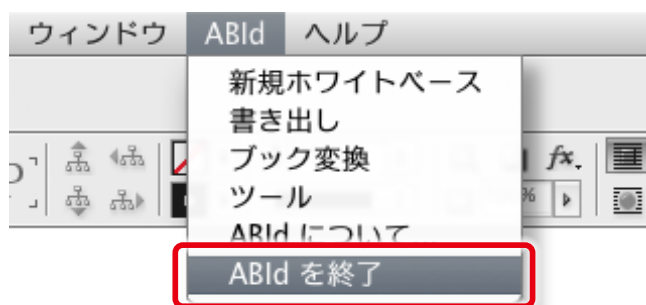 ウィンドウ ABId ヘルプ
新規ホワイトベース
書き出し
ブック変換
fx.
ツール
%
ABId について
ABId を終了